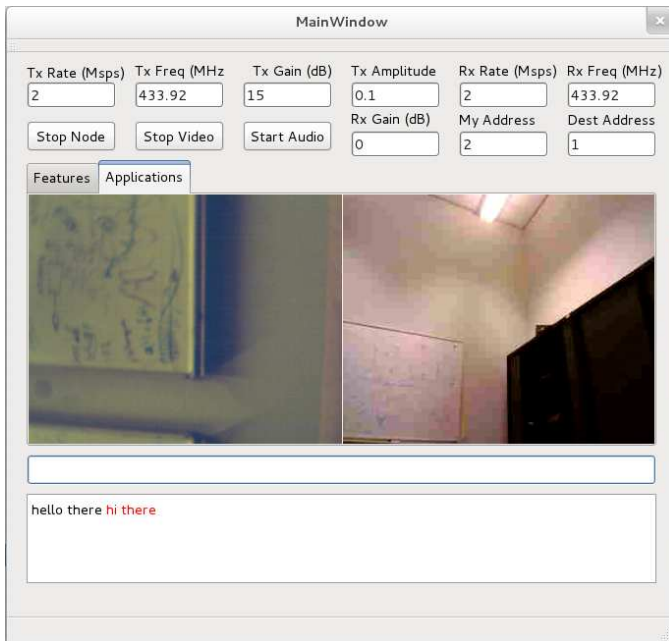 MainWindow
Tx Rate (Msps) Tx Freq (MHz Tx Gain (dB) Tx Amplitude Rx Rate (Msps) Rx Freq (MHz)
2 433.92 15 0.1 2 433.92
Rx Gain (dB) My Address Dest Address
Stop Node Stop Video Start Audio 0 2 1
Features Applications
hello there hi there